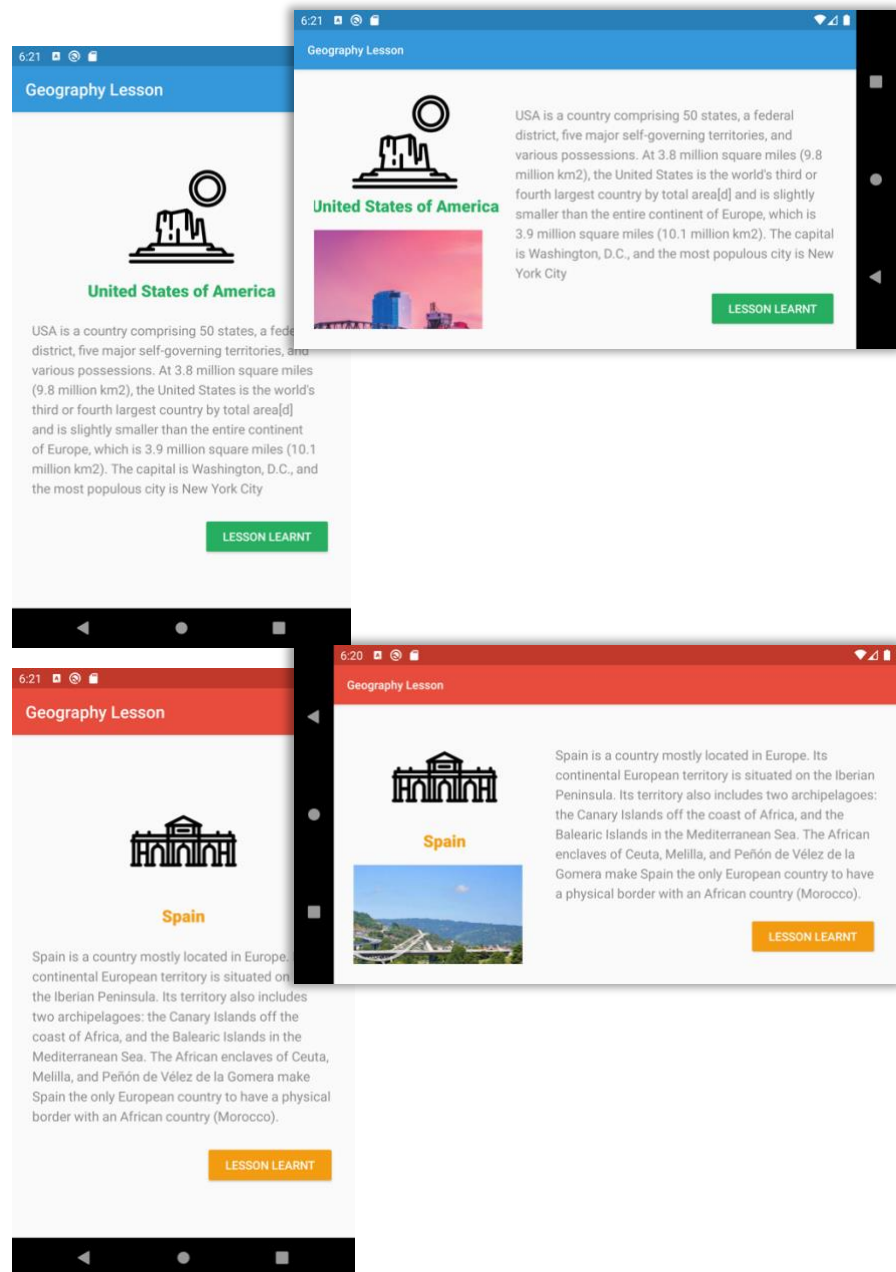 6:21
Geography Lesson
United States of America
USA is a country comprising 50 states, a
district, five major self-governing territories, and
various possessions. At 3.8 million square miles
(9.8 million km2), the United States is the world's
third or fourth largest country by total area[d]
and is slightly smaller than the entire continent
of Europe, which is 3.9 million square miles (10.1
million km2). The capital is Washington, D.C., and
the most populous city is New York City
LESSON LEARNT
6:21
Geography Lesson
United States of America
USA is a country comprising 50 states, a federal
district, five major self-governing territories, and
various possessions. At 3.8 million square miles (9.8
million km2), the United States is the world's third or
fourth largest country by total area[d] and is slightly
smaller than the entire continent of Europe, which is
3.9 million square miles (10.1 million km2). The capital
is Washington, D.C., and the most populous city is New
York City
LESSON LEARNT
6:21
Geography Lesson
Spain
Spain is a country mostly located in Europe.
continental European territory is situated on
the Iberian Peninsula. Its territory also includes
two archipelagoes: the Canary Islands off the
coast of Africa, and the Balearic Islands in the
Mediterranean Sea. The African enclaves of Ceuta,
Melilla, and Peñón de Vélez de la Gomera make
Spain the only European country to have a physical
border with an African country (Morocco).
LESSON LEARNT
6:20
Geography Lesson
Spain
Spain is a country mostly located in Europe. Its
continental European territory is situated on the Iberian
Peninsula. Its territory also includes two archipelagoes:
the Canary Islands off the coast of Africa, and the
Balearic Islands in the Mediterranean Sea. The African
enclaves of Ceuta, Melilla, and Peñón de Vélez de la
Gomera make Spain the only European country to have
a physical border with an African country (Morocco).
LESSON LEARNT